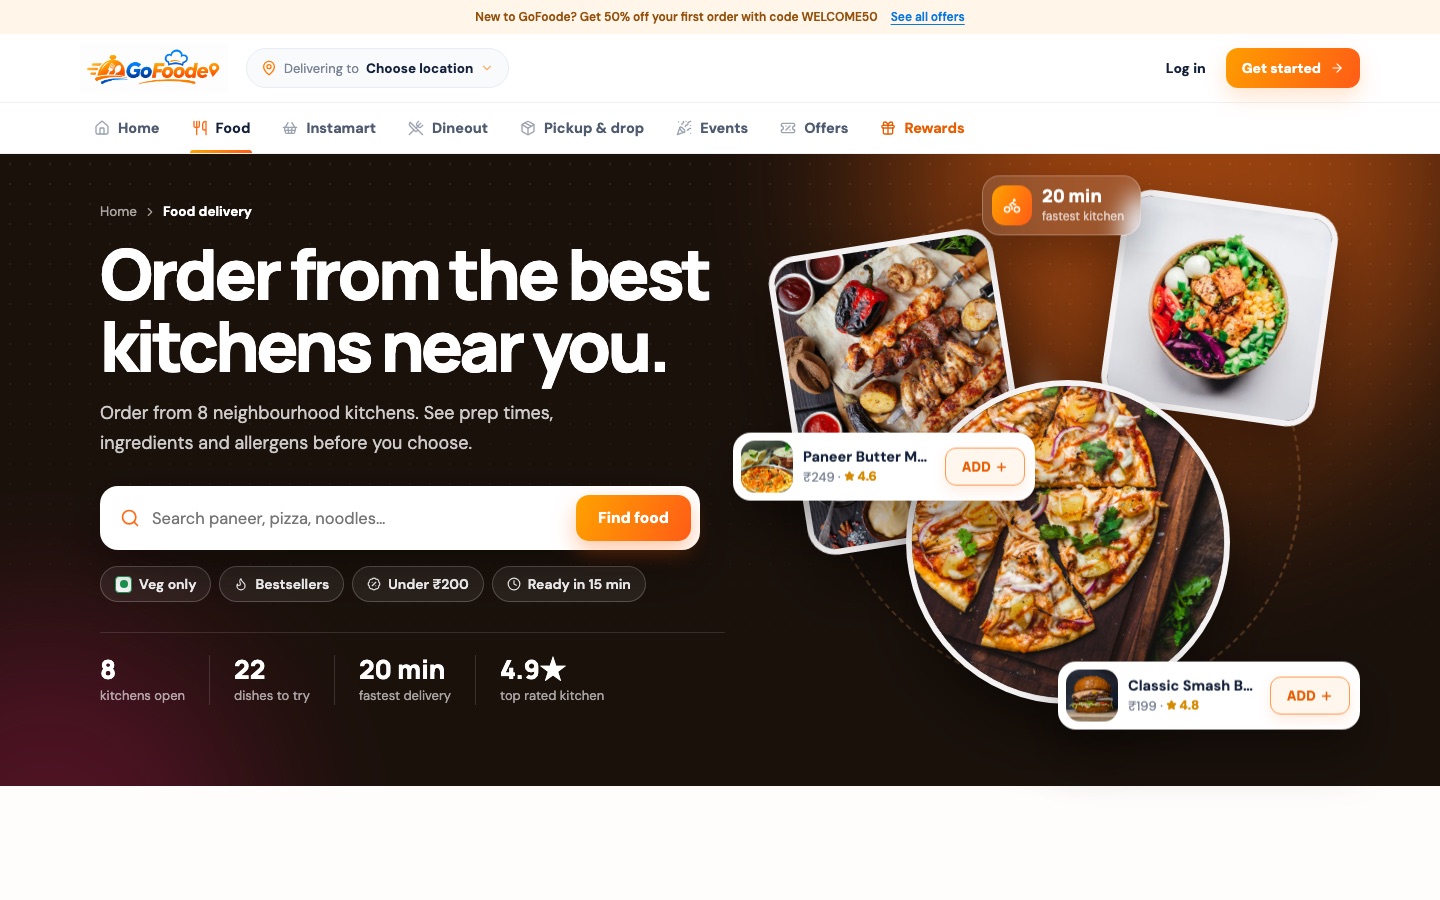 New to GoFoode? Get 50% off your first order with code WELCOME50 See all offers
GoFoode
Delivering to Choose location
Log in
Get started
Home
Food
Instamart
Dineout
Pickup & drop
Events
Offers
Rewards
Home > Food delivery
Order from the best
kitchens near you.
Order from 8 neighbourhood kitchens. See prep times,
ingredients and allergens before you choose.
Search paneer, pizza, noodles...
Find food
Veg only
Bestsellers
Under ₹200
Ready in 15 min
8
kitchens open
22
dishes to try
20 min
fastest delivery
4.9★
top rated kitchen
20 min
fastest kitchen
Paneer Butter M...
₹249 · ★ 4.6
ADD +
Classic Smash B...
₹199 · ★ 4.8
ADD +